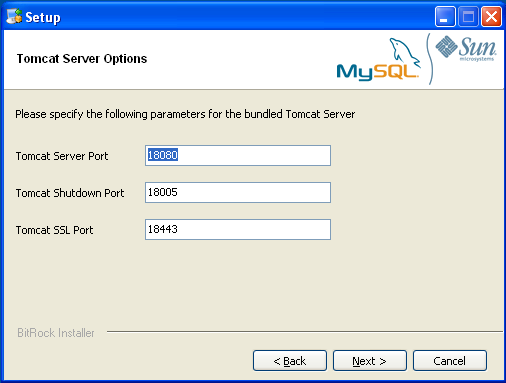 Setup
Tomcat Server Options
MySQL
Sun
microsystems
Please specify the following parameters for the bundled Tomcat Server
Tomcat Server Port 18080
Tomcat Shutdown Port 18005
Tomcat SSL Port 18443
BitRock Installer
< Back Next > Cancel